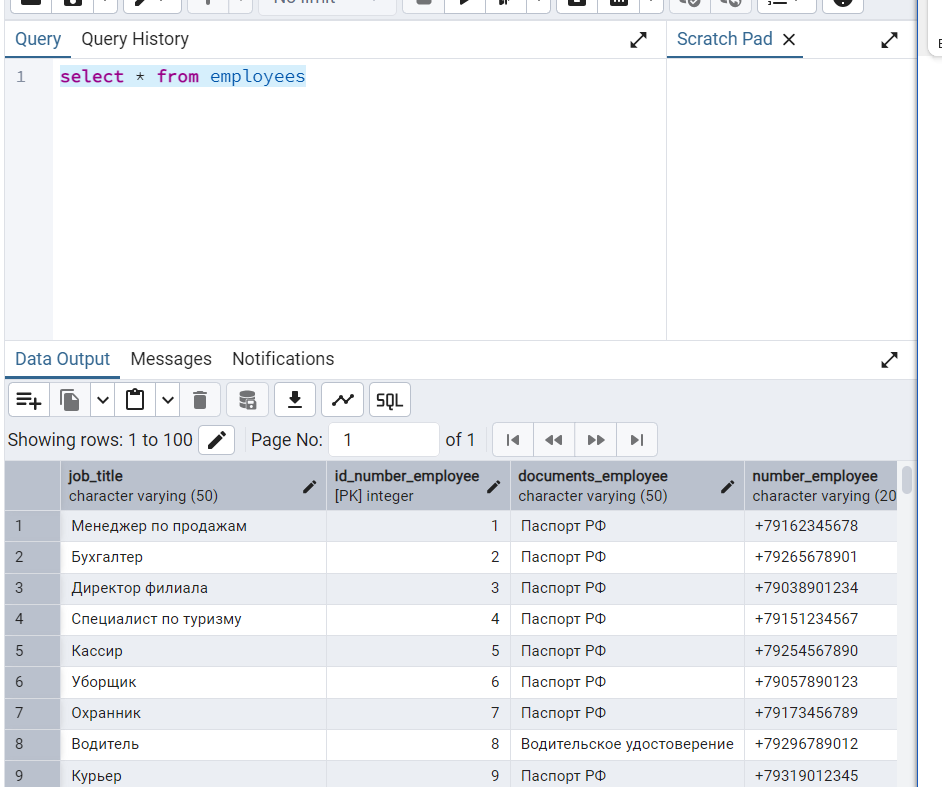 No limit
Query Query History Scratch Pad
1 select * from employees
Data Output Messages Notifications
SQL
Showing rows: 1 to 100 Page No: 1 of 1
job_title id_number_employee documents_employee number_employee
character varying (50) [PK] integer character varying (50) character varying (20
1 Менеджер по продажам 1 Паспорт РФ +79162345678
2 Бухгалтер 2 Паспорт РФ +79265678901
3 Директор филиала 3 Паспорт РФ +79038901234
4 Специалист по туризму 4 Паспорт РФ +79151234567
5 Кассир 5 Паспорт РФ +79254567890
6 Уборщик 6 Паспорт РФ +79057890123
7 Охранник 7 Паспорт РФ +79173456789
8 Водитель 8 Водительское удостоверение +79296789012
9 Курьер 9 Паспорт РФ +79319012345